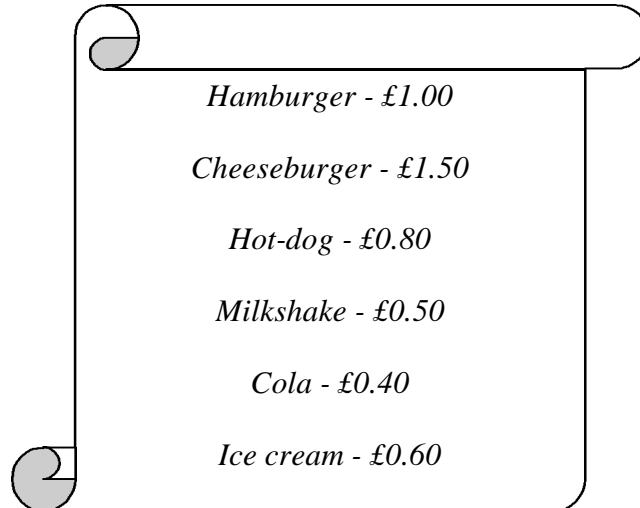 Hamburger - £1.00
Cheeseburger - £1.50
Hot-dog - £0.80
Milkshake - £0.50
Cola - £0.40
Ice cream - £0.60